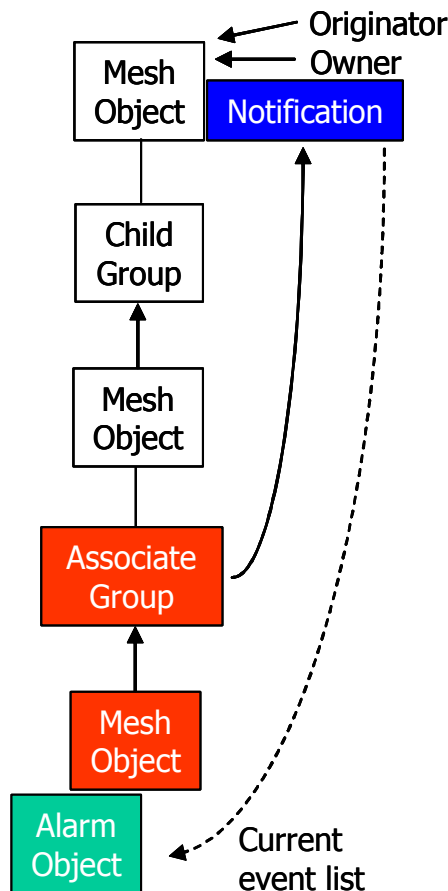 Originator
Owner
Mesh
Object
Notification
Child
Group
Mesh
Object
Associate
Group
Mesh
Object
Alarm
Object
Current
event list